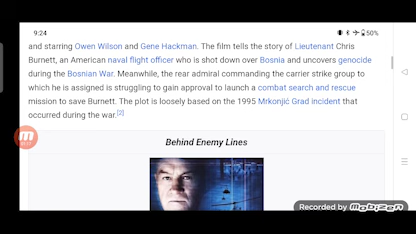 9:24
50%
and starring Owen Wilson and Gene Hackman. The film tells the story of Lieutenant Chris
Burnett, an American naval flight officer who is shot down over Bosnia and uncovers genocide
during the Bosnian War. Meanwhile, the rear admiral commanding the carrier strike group to
which he is assigned is struggling to gain approval to launch a combat search and rescue
mission to save Burnett. The plot is loosely based on the 1995 Mrkonjić Grad incident that
occurred during the war.[2]
Behind Enemy Lines
Recorded by Mobizen